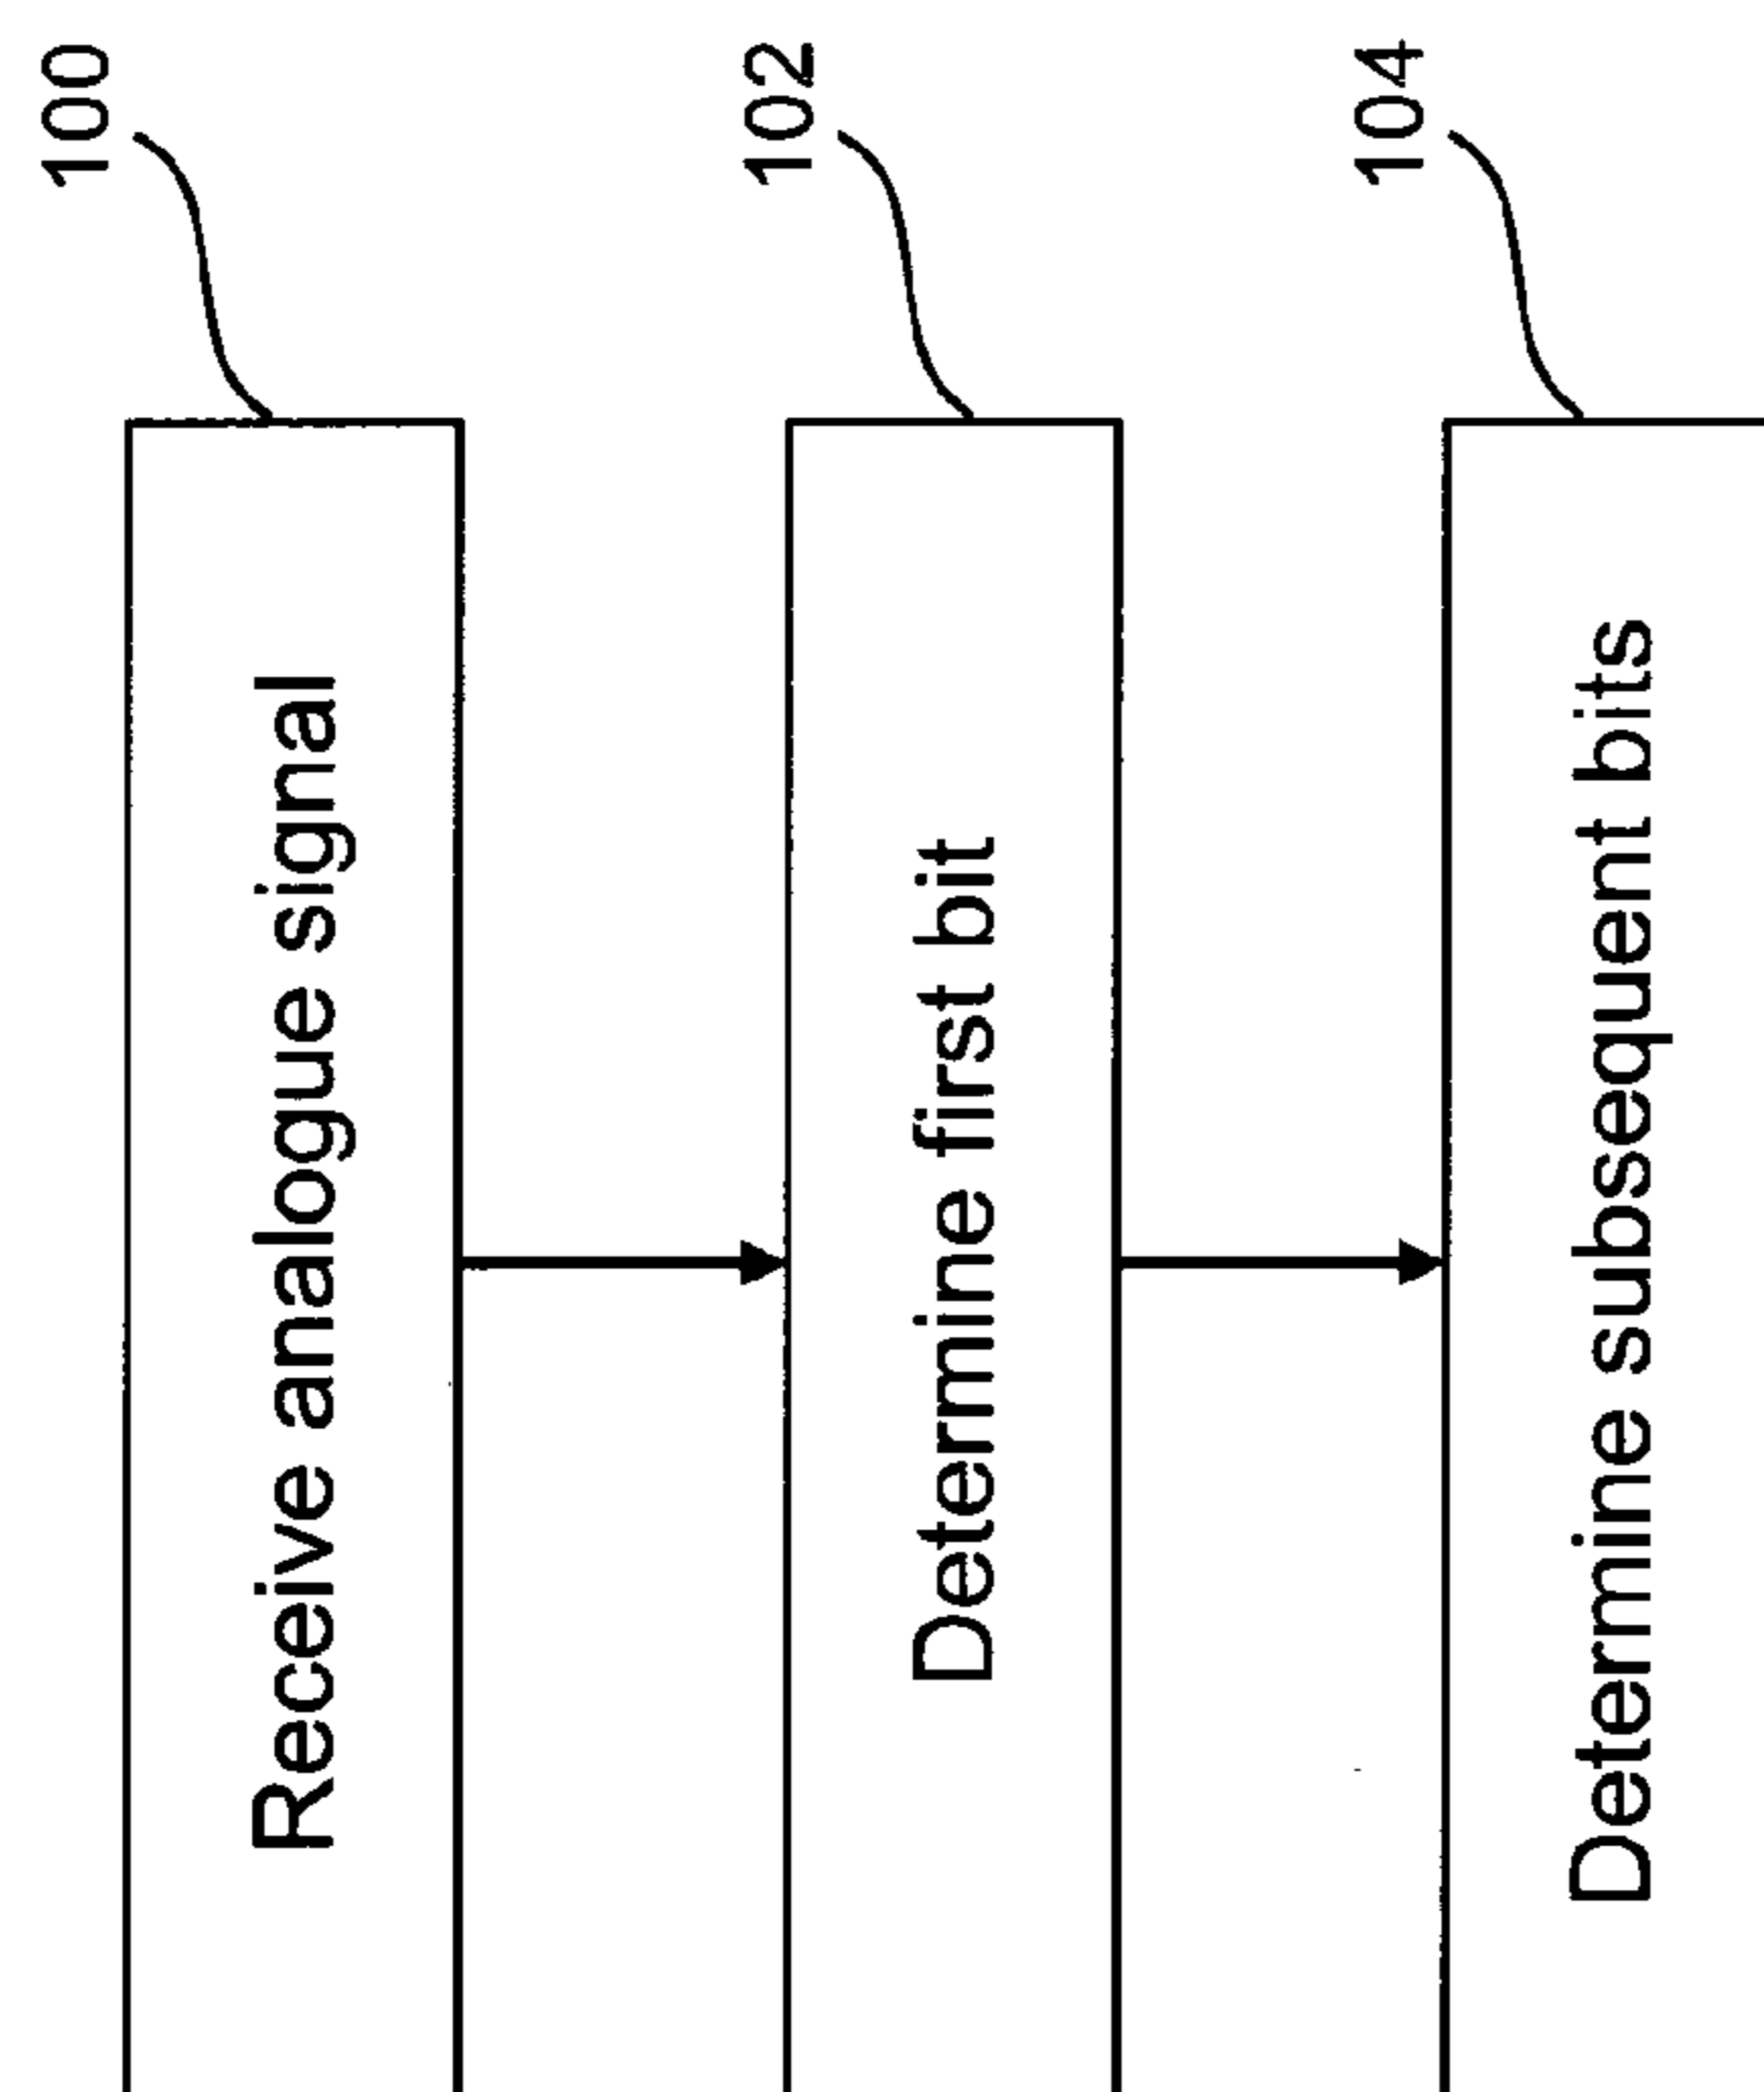 100
Receive analogue signal
102
Determine first bit
104
Determine subsequent bits